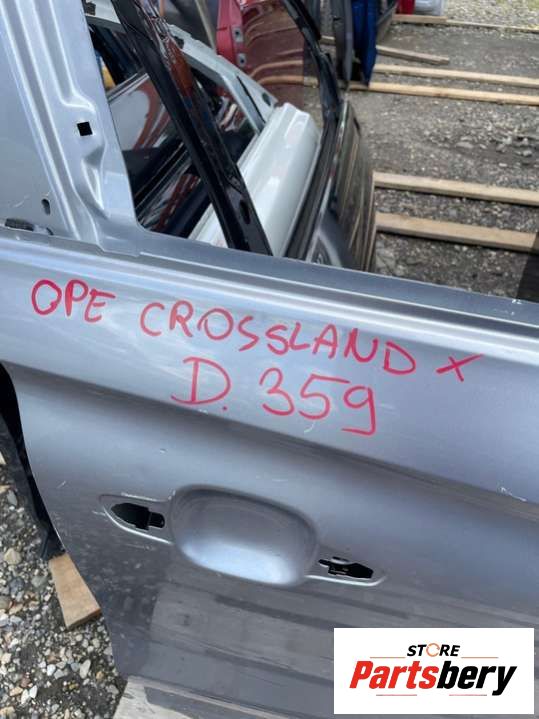 OPE CROSSLAND X
D. 359
STORE
Partsbery